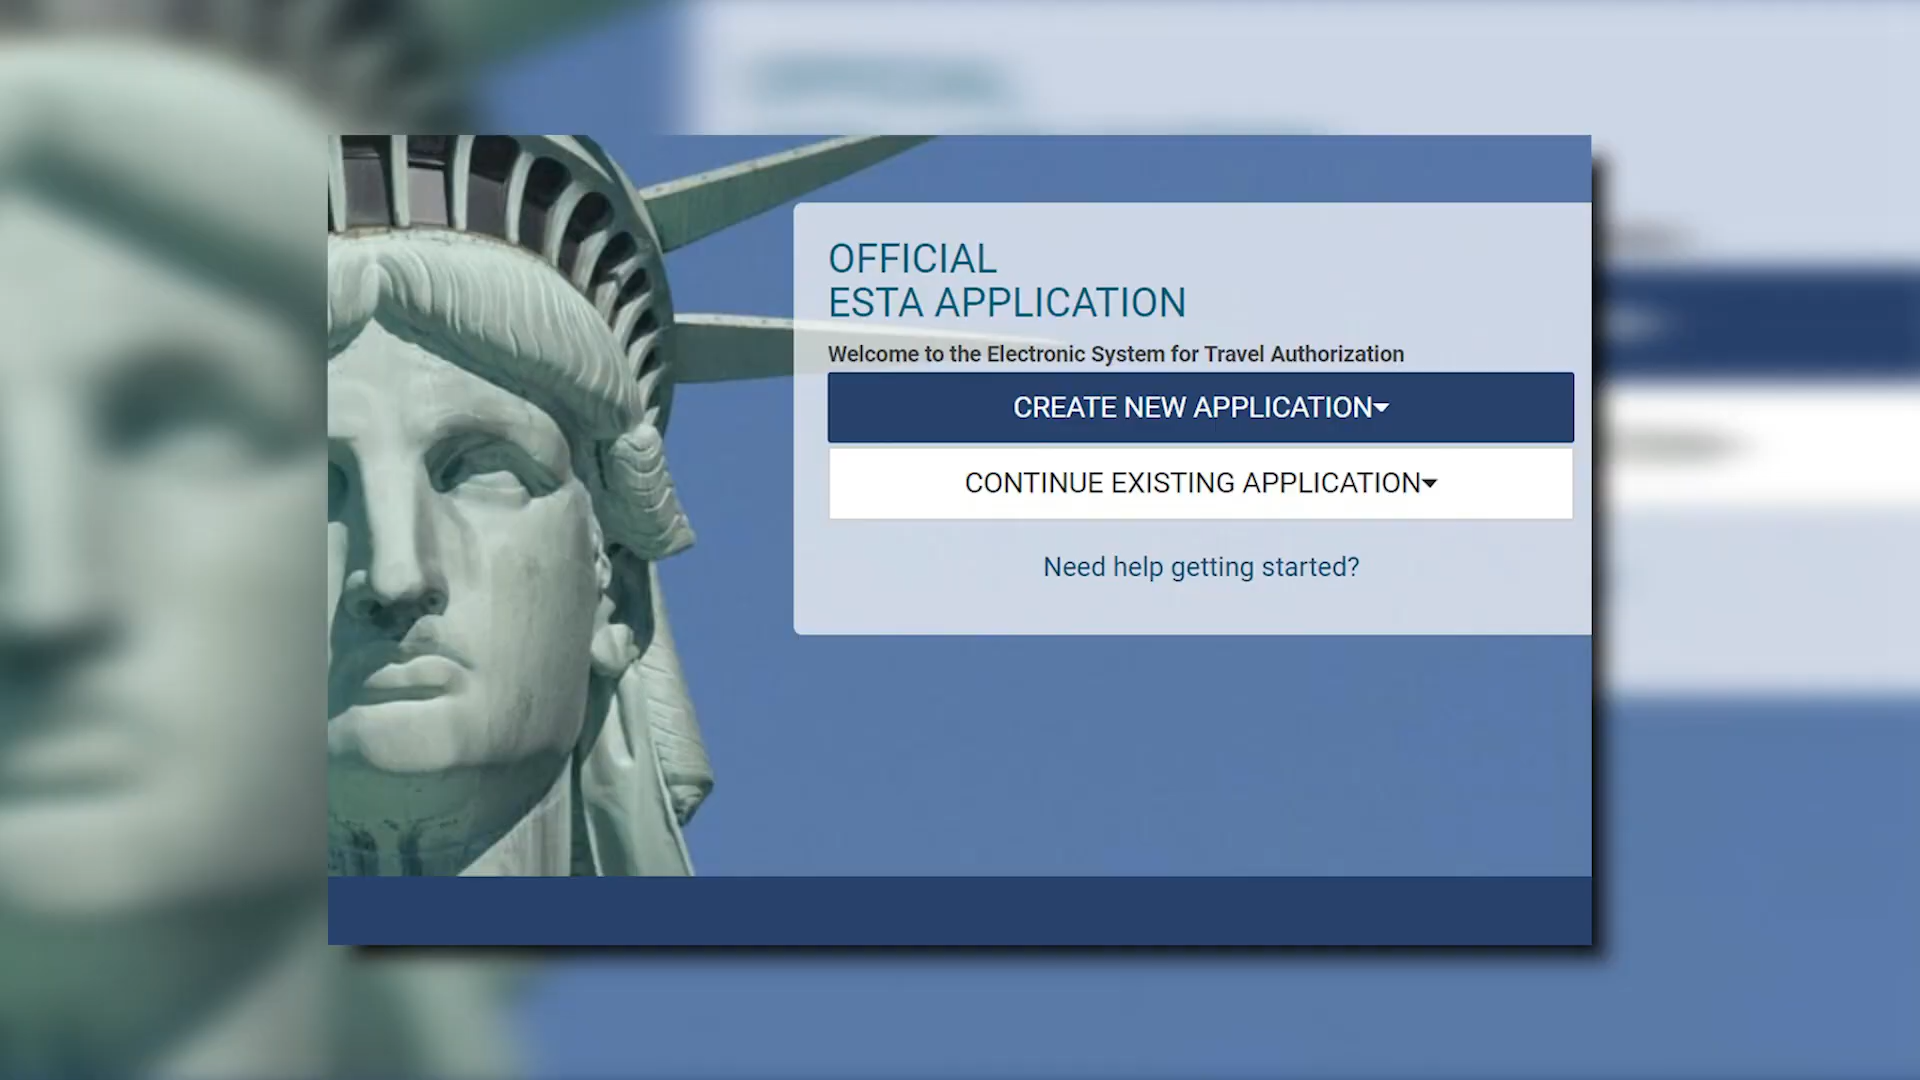 OFFICIAL
ESTA APPLICATION
Welcome to the Electronic System for Travel Authorization
CREATE NEW APPLICATION
CONTINUE EXISTING APPLICATION
Need help getting started?